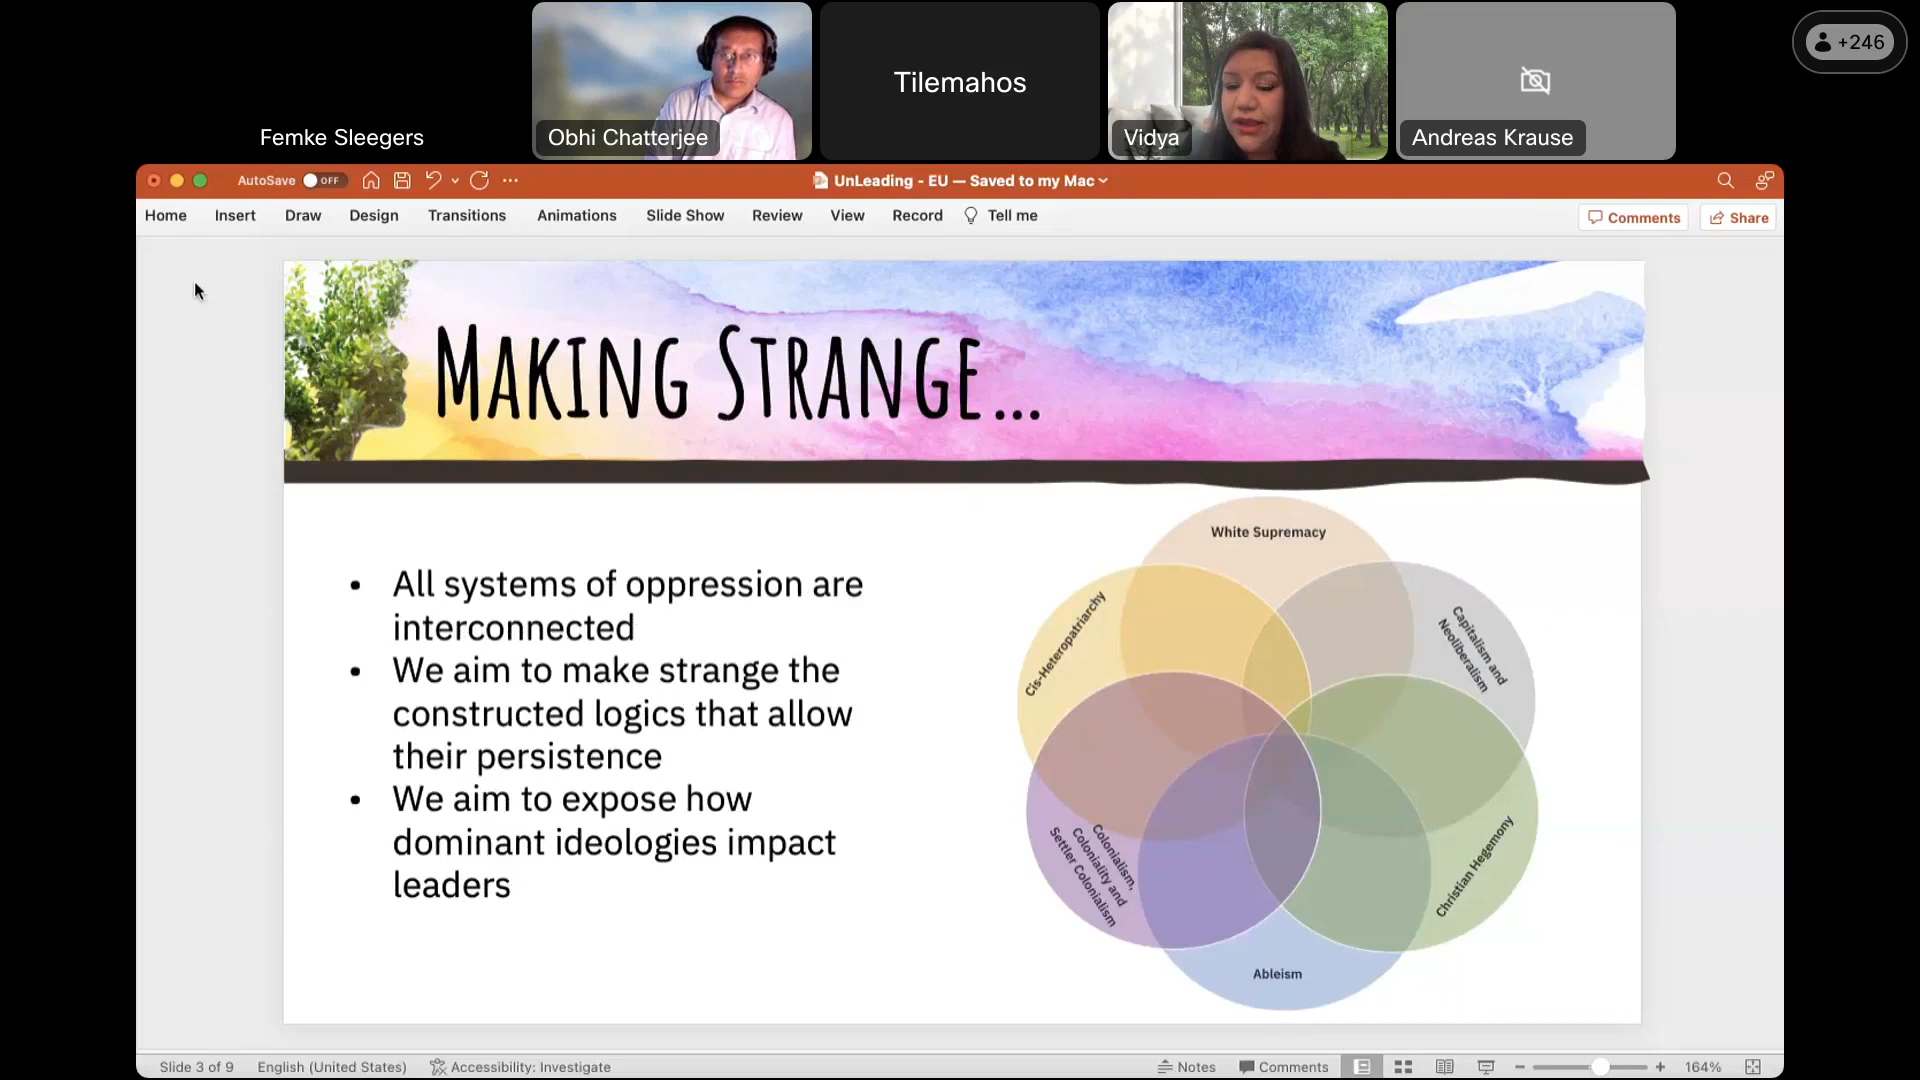 +246
Femke Sleegers
Obhi Chatterjee
Tilemahos
Vidya
Andreas Krause
AutoSave OFF
UnLeading - EU — Saved to my Mac
Home Insert Draw Design Transitions Animations Slide Show Review View Record Tell me
Comments Share
MAKING STRANGE...
• All systems of oppression are
interconnected
• We aim to make strange the
constructed logics that allow
their persistence
• We aim to expose how
dominant ideologies impact
leaders
White Supremacy
Cis-Heteropatriarchy
Capitalism and
Neoliberalism
Colonialism,
Coloniality and
Settler Colonialism
Christian Hegemony
Ableism
Slide 3 of 9 English (United States) Accessibility: Investigate Notes Comments 164%